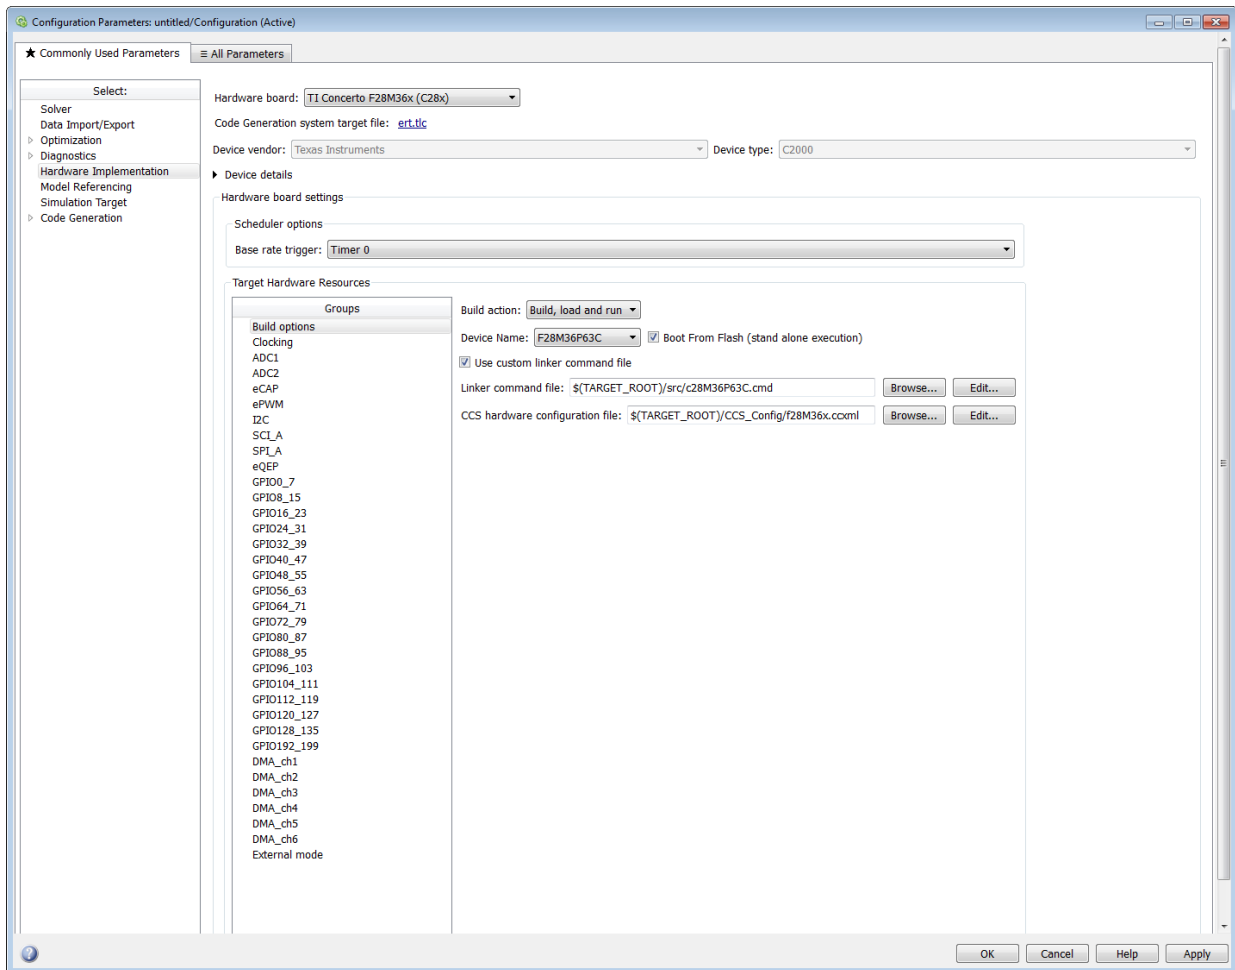 Configuration Parameters: untitled/Configuration (Active)
★ Commonly Used Parameters
≡ All Parameters
Select:
Solver
Data Import/Export
Optimization
Diagnostics
Hardware Implementation
Model Referencing
Simulation Target
Code Generation
Hardware board: TI Concerto F28M36x (C28x)
Code Generation system target file: ert.tlc
Device vendor: Texas Instruments Device type: C2000
Device details
Hardware board settings
Scheduler options
Base rate trigger: Timer 0
Target Hardware Resources
Groups
Build options
Clocking
ADC1
ADC2
eCAP
ePWM
I2C
SCI_A
SPI_A
eQEP
GPIO0_7
GPIO8_15
GPIO16_23
GPIO24_31
GPIO32_39
GPIO40_47
GPIO48_55
GPIO56_63
GPIO64_71
GPIO72_79
GPIO80_87
GPIO88_95
GPIO96_103
GPIO104_111
GPIO112_119
GPIO120_127
GPIO128_135
GPIO192_199
DMA_ch1
DMA_ch2
DMA_ch3
DMA_ch4
DMA_ch5
DMA_ch6
External mode
Build action: Build, load and run
Device Name: F28M36P63C Boot From Flash (stand alone execution)
Use custom linker command file
Linker command file: $(TARGET_ROOT)/src/c28M36P63C.cmd Browse... Edit...
CCS hardware configuration file: $(TARGET_ROOT)/CCS_Config/f28M36x.ccxml Browse... Edit...
? OK Cancel Help Apply